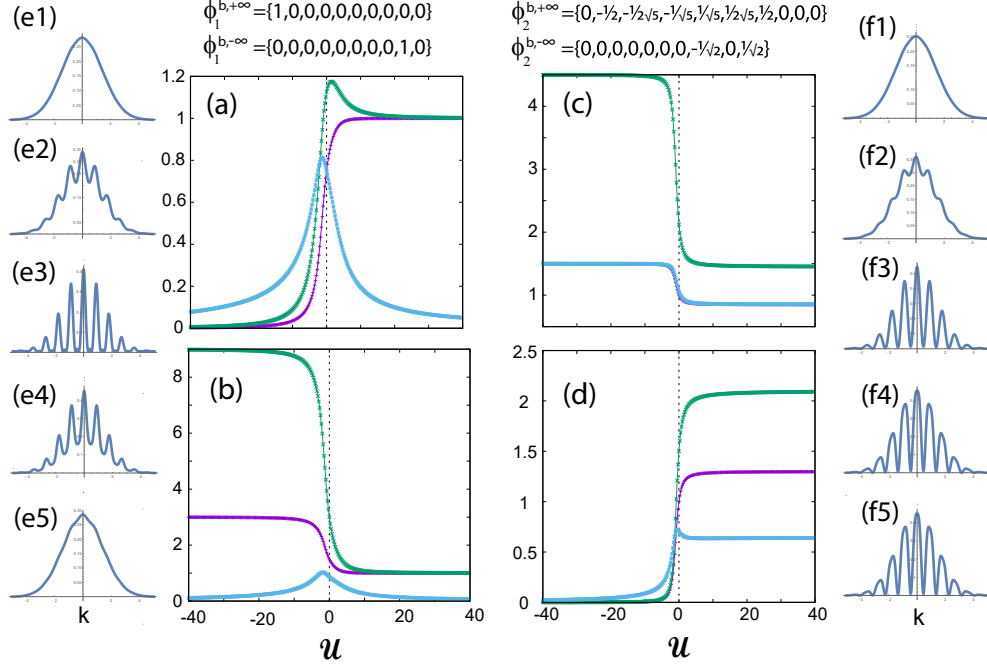 ϕ₁^{b,+∞}={1,0,0,0,0,0,0,0,0,0}
ϕ₁^{b,-∞}={0,0,0,0,0,0,0,0,1,0}
ϕ₂^{b,+∞}={0,-½,-½√5,-⅟√5,⅟√5,½√5,½,0,0,0}
ϕ₂^{b,-∞}={0,0,0,0,0,0,0,-⅟√2,0,⅟√2}
(e1)
(e2)
(e3)
(e4)
(e5)
k
(a)
1.2
1
0.8
0.6
0.4
0.2
0
(b)
8
6
4
2
0
-40 -20 0 20 40
U
(c)
4
3
2
1
(d)
2.5
2
1.5
1
0.5
0
-40 -20 0 20 40
U
(f1)
(f2)
(f3)
(f4)
(f5)
k